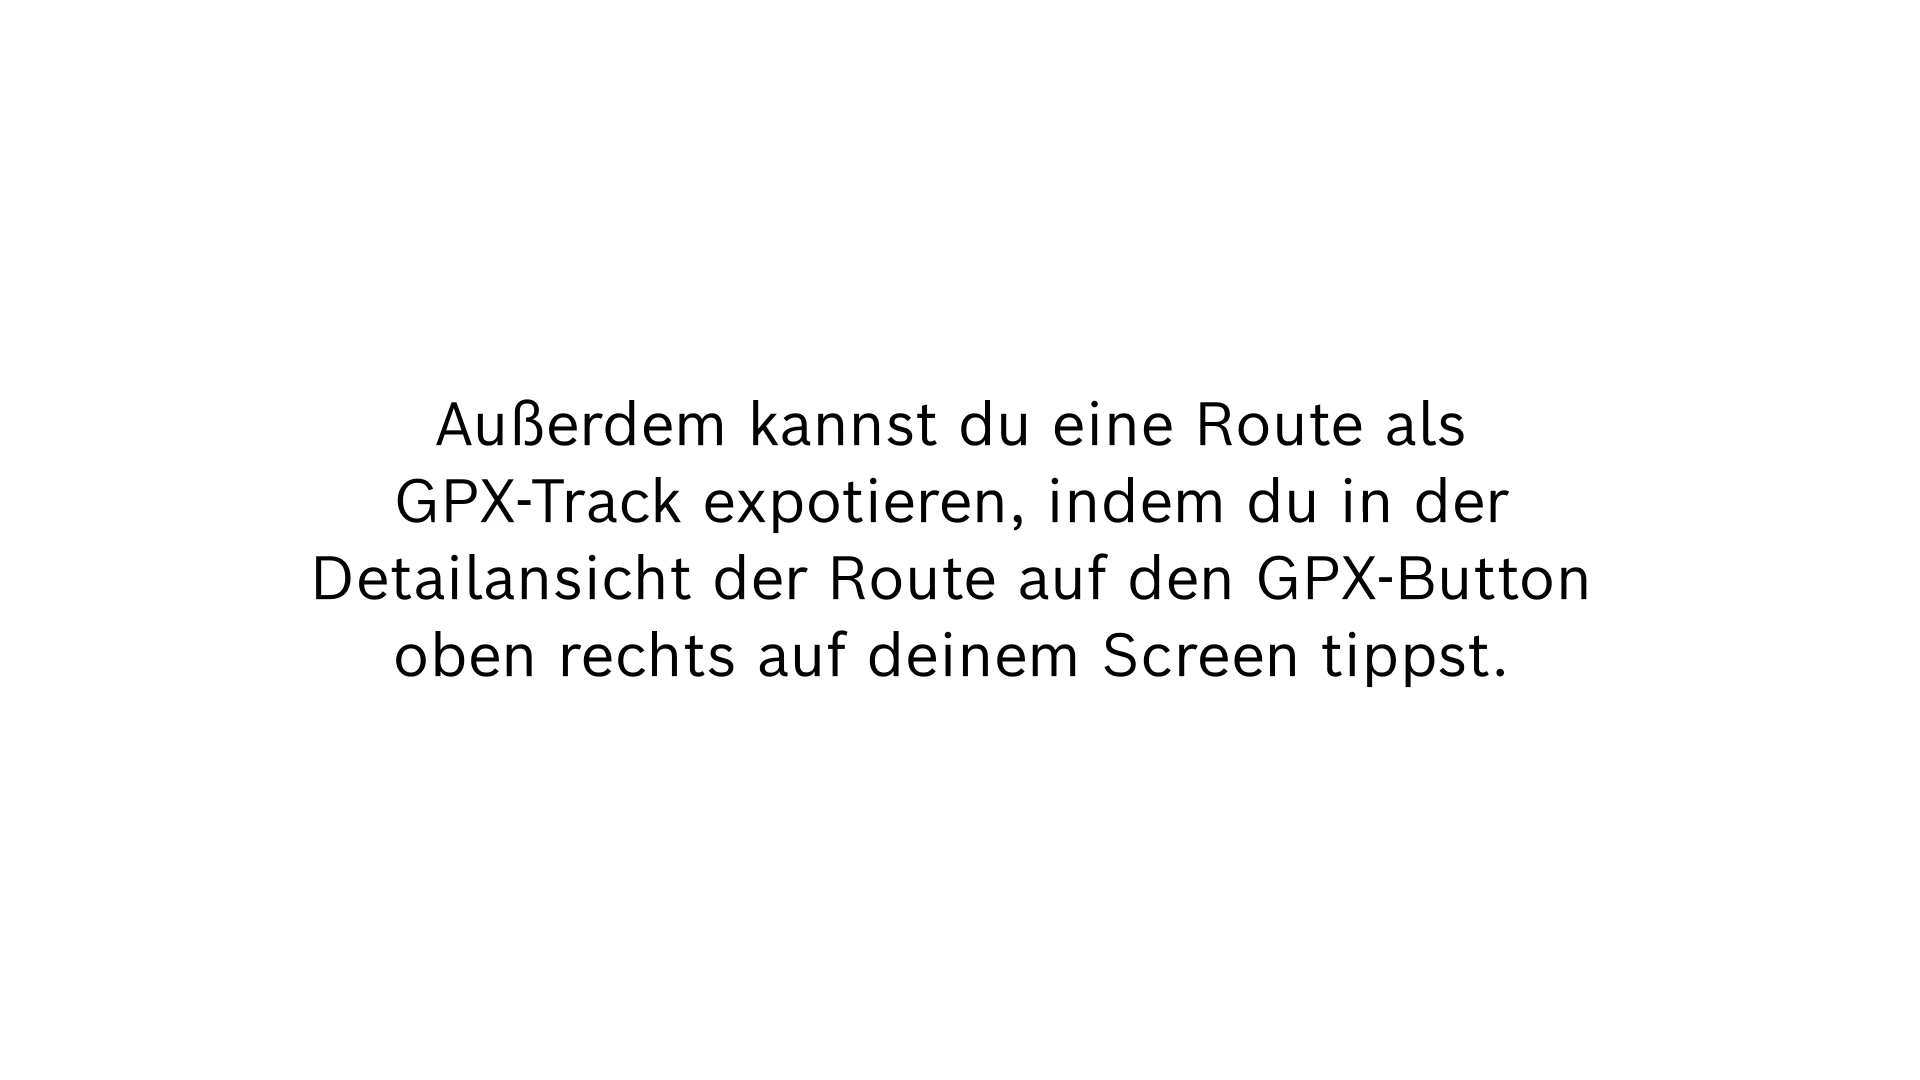 Außerdem kannst du eine Route als
GPX-Track expotieren, indem du in der
Detailansicht der Route auf den GPX-Button
oben rechts auf deinem Screen tippst.